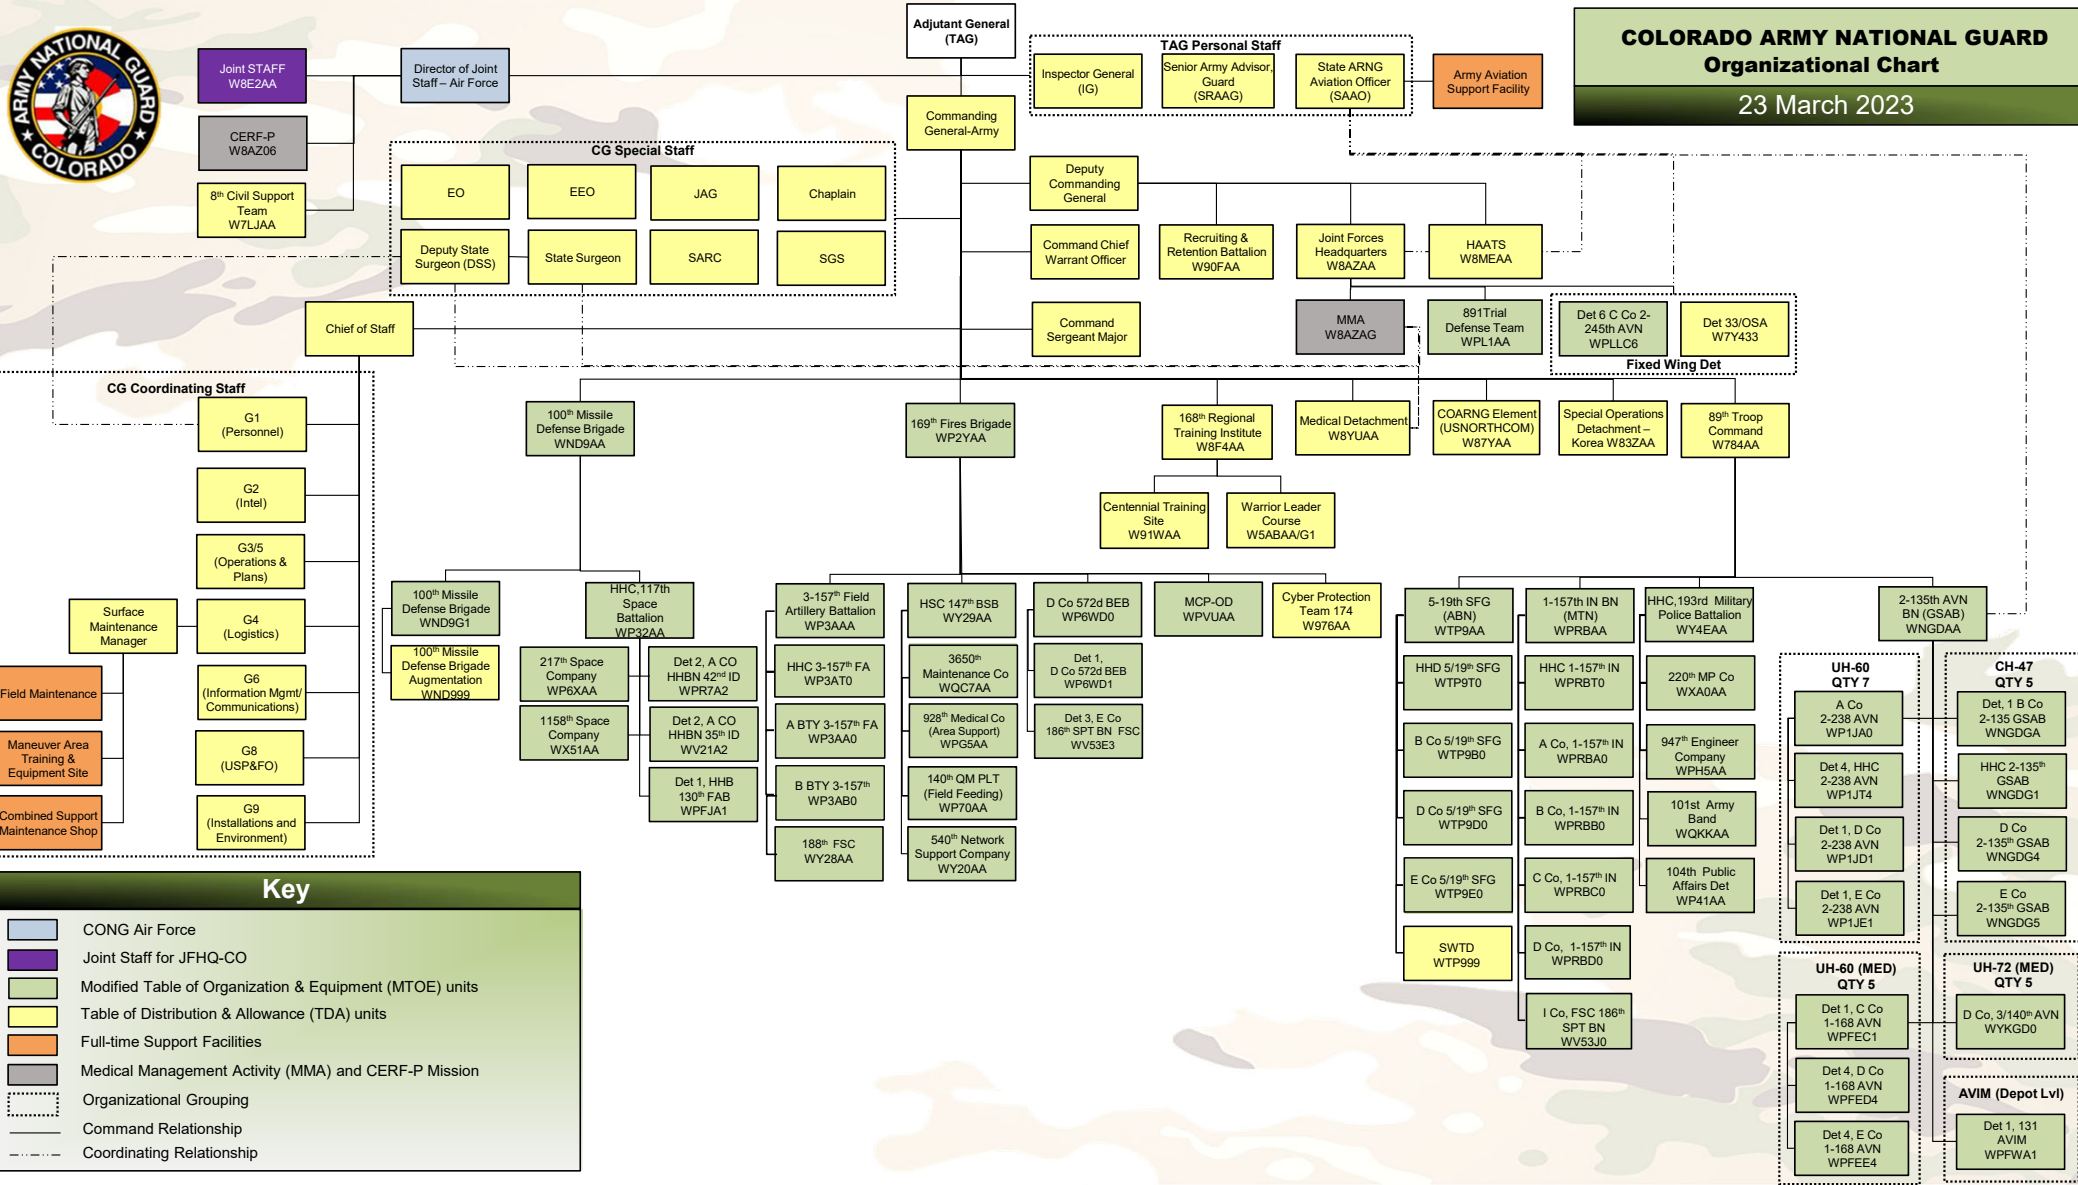 ARMY NATIONAL GUARD
COLORADO
COLORADO ARMY NATIONAL GUARD
Organizational Chart
23 March 2023
Adjutant General
(TAG)
Joint STAFF
W8E2AA
Director of Joint
Staff – Air Force
TAG Personal Staff
Inspector General
(IG)
Senior Army Advisor,
Guard
(SRAAG)
State ARNG
Aviation Officer
(SAAO)
Army Aviation
Support Facility
CERF-P
W8AZ06
Commanding
General-Army
8th Civil Support
Team
W7LJAA
CG Special Staff
EO
EEO
JAG
Chaplain
Deputy State
Surgeon (DSS)
State Surgeon
SARC
SGS
Deputy
Commanding
General
Command Chief
Warrant Officer
Recruiting &
Retention Battalion
W90FAA
Joint Forces
Headquarters
W8AZAA
HAATS
W8MEAA
Chief of Staff
Command
Sergeant Major
MMA
W8AZAG
891Trial
Defense Team
WPL1AA
Det 6 C Co 2-
245th AVN
WPLLC6
Det 33/OSA
W7Y433
Fixed Wing Det
CG Coordinating Staff
G1
(Personnel)
G2
(Intel)
G3/5
(Operations &
Plans)
G4
(Logistics)
G6
(Information Mgmt/
Communications)
G8
(USP&FO)
G9
(Installations and
Environment)
Surface
Maintenance
Manager
Field Maintenance
Maneuver Area
Training &
Equipment Site
Combined Support
Maintenance Shop
100th Missile
Defense Brigade
WND9AA
169th Fires Brigade
WP2YAA
168th Regional
Training Institute
W8F4AA
Medical Detachment
W8YUAA
COARNG Element
(USNORTHCOM)
W87YAA
Special Operations
Detachment –
Korea W83ZAA
89th Troop
Command
W784AA
Centennial Training
Site
W91WAA
Warrior Leader
Course
W5ABAA/G1
100th Missile
Defense Brigade
WND9G1
100th Missile
Defense Brigade
Augmentation
WND999
HHC,117th
Space
Battalion
WP32AA
217th Space
Company
WP6XAA
1158th Space
Company
WX51AA
Det 2, A CO
HHBN 42nd ID
WPR7A2
Det 2, A CO
HHBN 35th ID
WV21A2
Det 1, HHB
130th FAB
WPFJA1
3-157th Field
Artillery Battalion
WP3AAA
HHC 3-157th FA
WP3AT0
A BTY 3-157th FA
WP3AA0
B BTY 3-157th
WP3AB0
188th FSC
WY28AA
HSC 147th BSB
WY29AA
3650th
Maintenance Co
WQC7AA
928th Medical Co
(Area Support)
WPG5AA
140th QM PLT
(Field Feeding)
WP70AA
540th Network
Support Company
WY20AA
D Co 572d BEB
WP6WD0
Det 1,
D Co 572d BEB
WP6WD1
Det 3, E Co
186th SPT BN FSC
WV53E3
MCP-OD
WPVUAA
Cyber Protection
Team 174
W976AA
5-19th SFG
(ABN)
WTP9AA
HHD 5/19th SFG
WTP9T0
B Co 5/19th SFG
WTP9B0
D Co 5/19th SFG
WTP9D0
E Co 5/19th SFG
WTP9E0
SWTD
WTP999
1-157th IN BN
(MTN)
WPRBAA
HHC 1-157th IN
WPRBT0
A Co, 1-157th IN
WPRBA0
B Co, 1-157th IN
WPRBB0
C Co, 1-157th IN
WPRBC0
D Co, 1-157th IN
WPRBD0
I Co, FSC 186th
SPT BN
WV53J0
HHC,193rd Military
Police Battalion
WY4EAA
220th MP Co
WXA0AA
947th Engineer
Company
WPH5AA
101st Army
Band
WQKKAA
104th Public
Affairs Det
WP41AA
2-135th AVN
BN (GSAB)
WNGDAA
UH-60
QTY 7
A Co
2-238 AVN
WP1JA0
Det 4, HHC
2-238 AVN
WP1JT4
Det 1, D Co
2-238 AVN
WP1JD1
Det 1, E Co
2-238 AVN
WP1JE1
CH-47
QTY 5
Det, 1 B Co
2-135 GSAB
WNGDGA
HHC 2-135th
GSAB
WNGDG1
D Co
2-135th GSAB
WNGDG4
E Co
2-135th GSAB
WNGDG5
UH-60 (MED)
QTY 5
Det 1, C Co
1-168 AVN
WPFEC1
Det 4, D Co
1-168 AVN
WPFED4
Det 4, E Co
1-168 AVN
WPFEE4
UH-72 (MED)
QTY 5
D Co, 3/140th AVN
WYKGD0
AVIM (Depot Lvl)
Det 1, 131
AVIM
WPFWA1
Key
CONG Air Force
Joint Staff for JFHQ-CO
Modified Table of Organization & Equipment (MTOE) units
Table of Distribution & Allowance (TDA) units
Full-time Support Facilities
Medical Management Activity (MMA) and CERF-P Mission
Organizational Grouping
Command Relationship
Coordinating Relationship